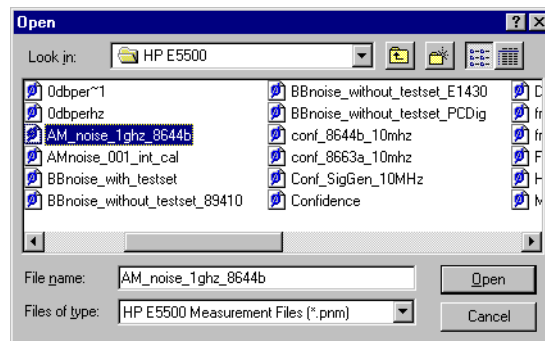 Open
Look in: HP E5500
0dbper~1
0dbperhz
AM_noise_1ghz_8644b
AMnoise_001_int_cal
BBnoise_with_testset
BBnoise_without_testset_89410
BBnoise_without_testset_E1430
BBnoise_without_testset_PCDig
conf_8644b_10mhz
conf_8663a_10mhz
Conf_SigGen_10MHz
Confidence
File name: AM_noise_1ghz_8644b
Open
Files of type: HP E5500 Measurement Files (*.pnm)
Cancel